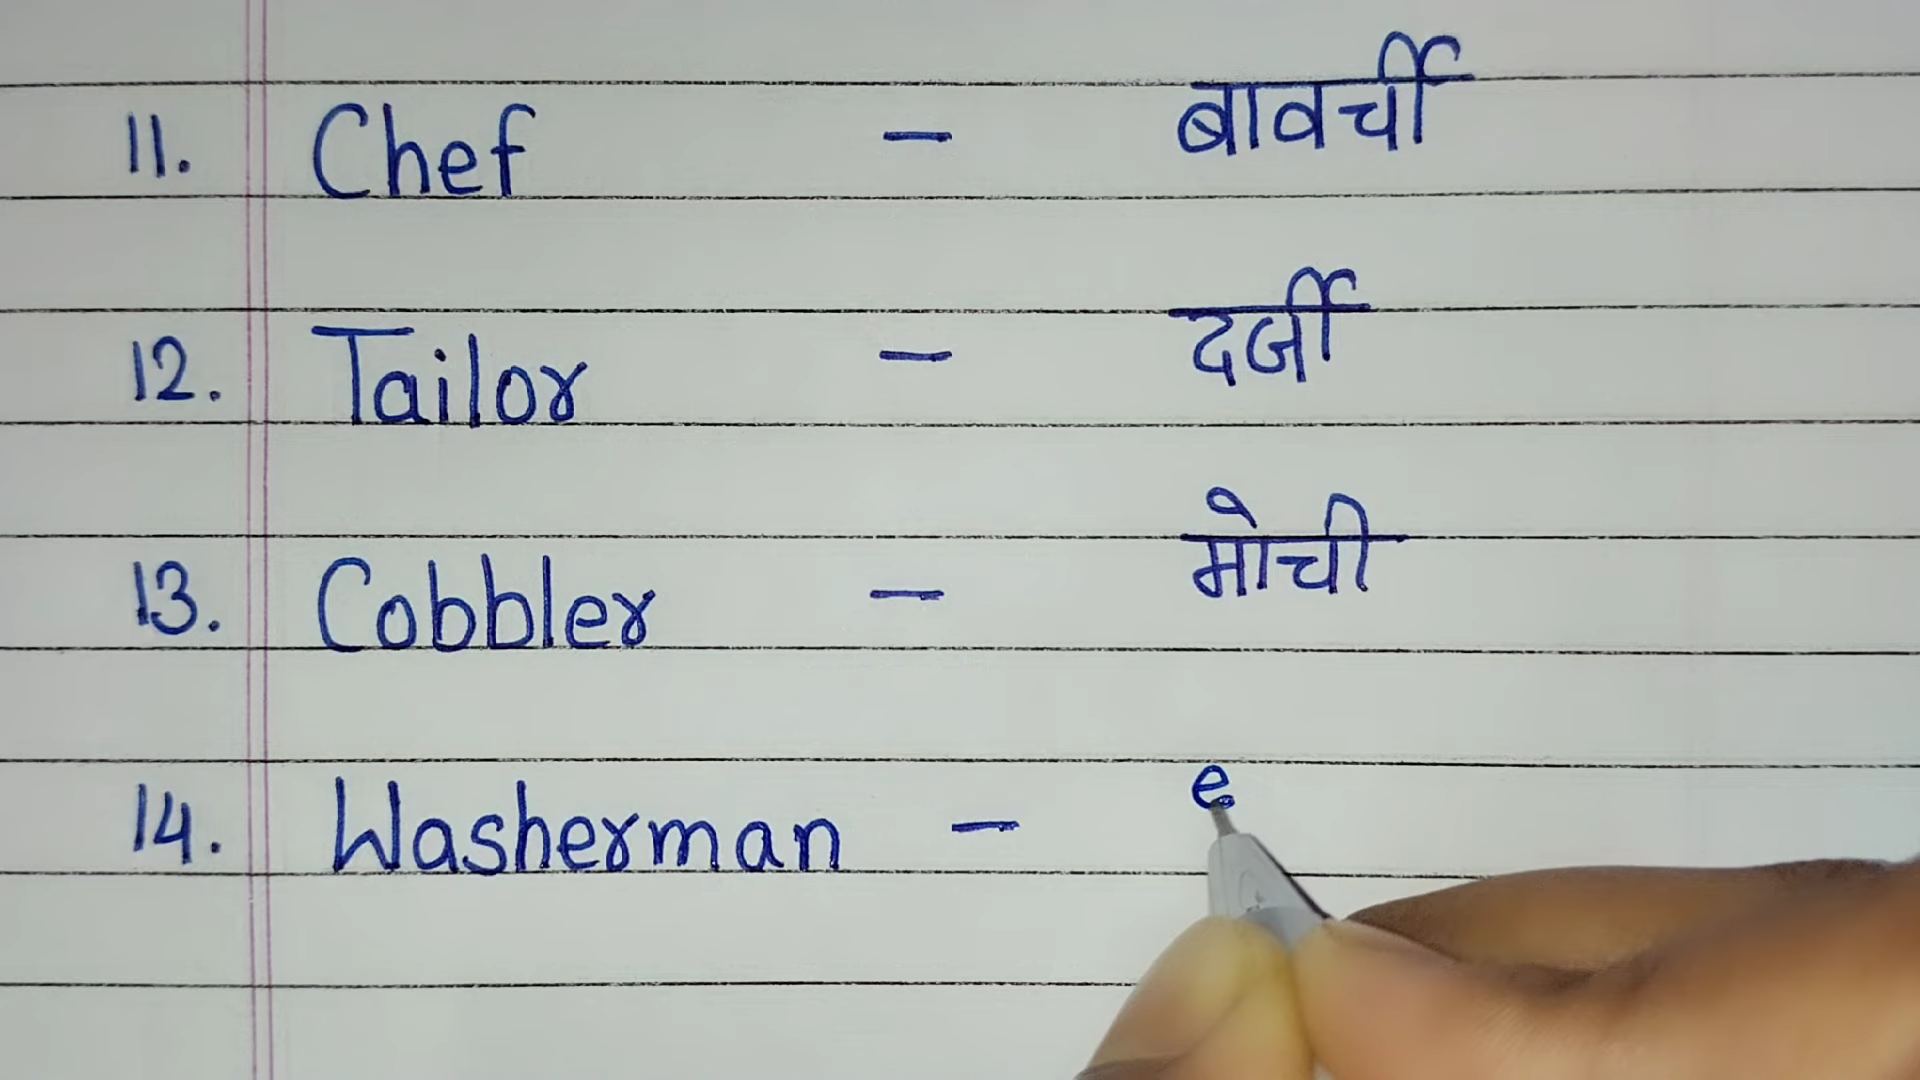 11. Chef - बावर्ची
12. Tailor - दर्जी
13. Cobbler - मोची
14. Washerman -